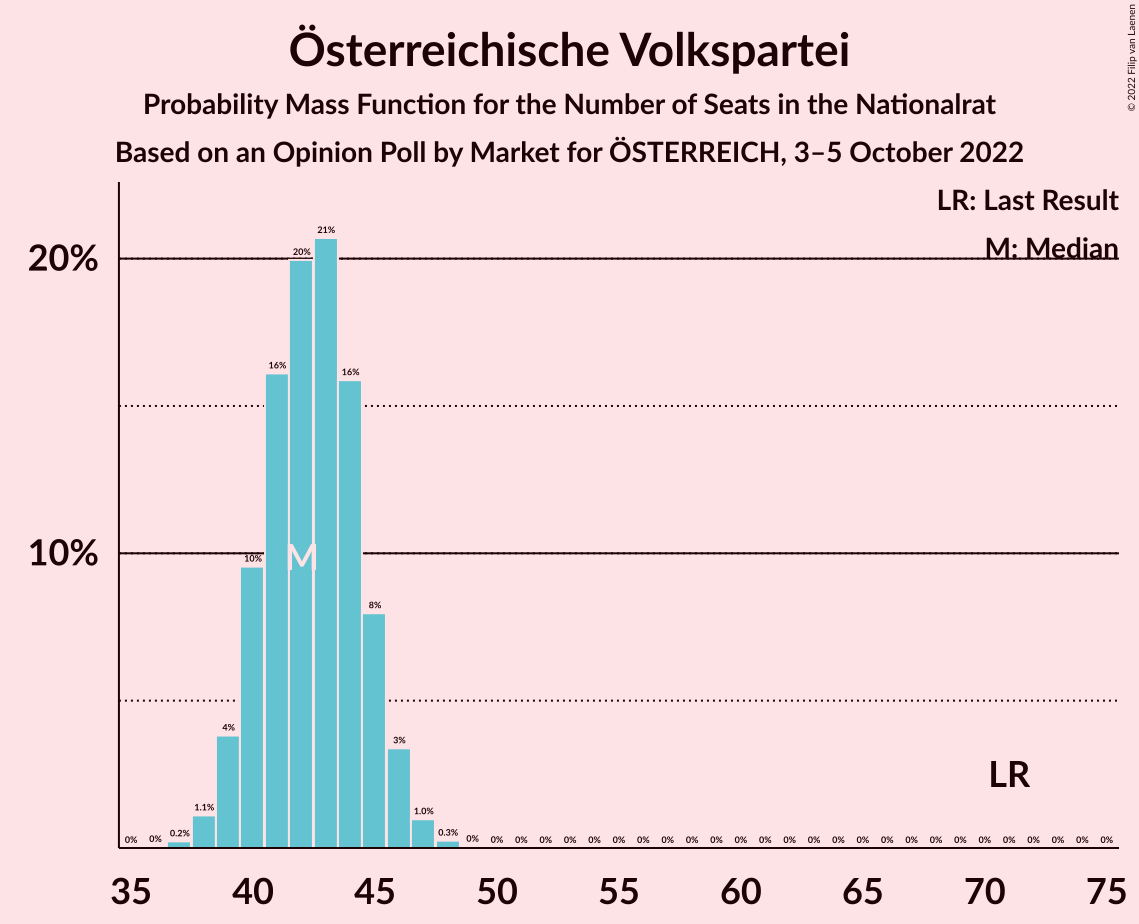 Österreichische Volkspartei
Probability Mass Function for the Number of Seats in the Nationalrat
Based on an Opinion Poll by Market for ÖSTERREICH, 3–5 October 2022
© 2022 Filip van Laenen
LR: Last Result
M: Median
20%
10%
0% 0% 0.2% 1.1% 4% 10% 16% 20% 21% 16% 8% 3% 1.0% 0.3% 0% 0% 0% 0% 0% 0% 0% 0% 0% 0% 0% 0% 0% 0% 0% 0% 0% 0% 0% 0% 0% 0% 0% 0% 0% 0% 0%
M
LR
35 40 45 50 55 60 65 70 75